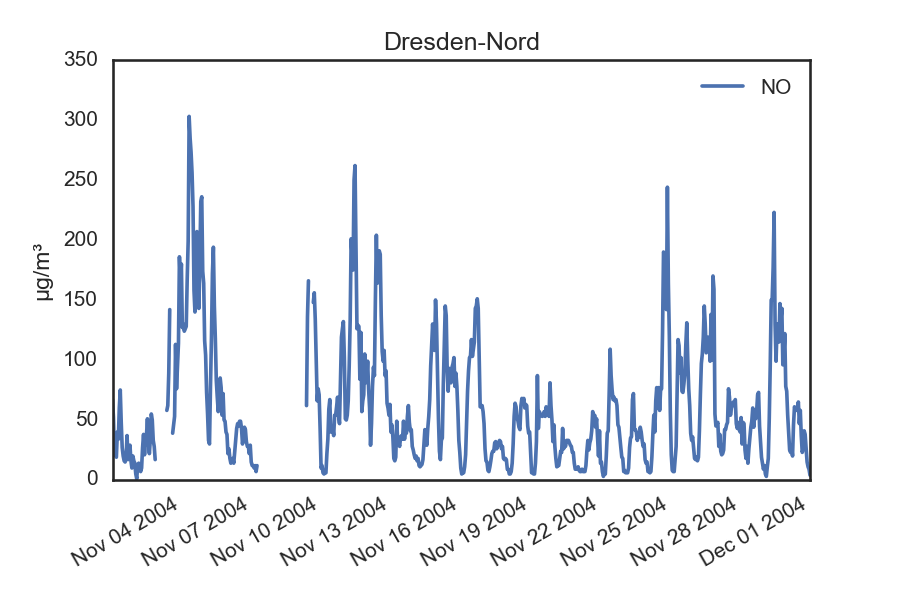 Dresden-Nord
NO
µg/m³
350
300
250
200
150
100
50
0
Nov 04 2004
Nov 07 2004
Nov 10 2004
Nov 13 2004
Nov 16 2004
Nov 19 2004
Nov 22 2004
Nov 25 2004
Nov 28 2004
Dec 01 2004